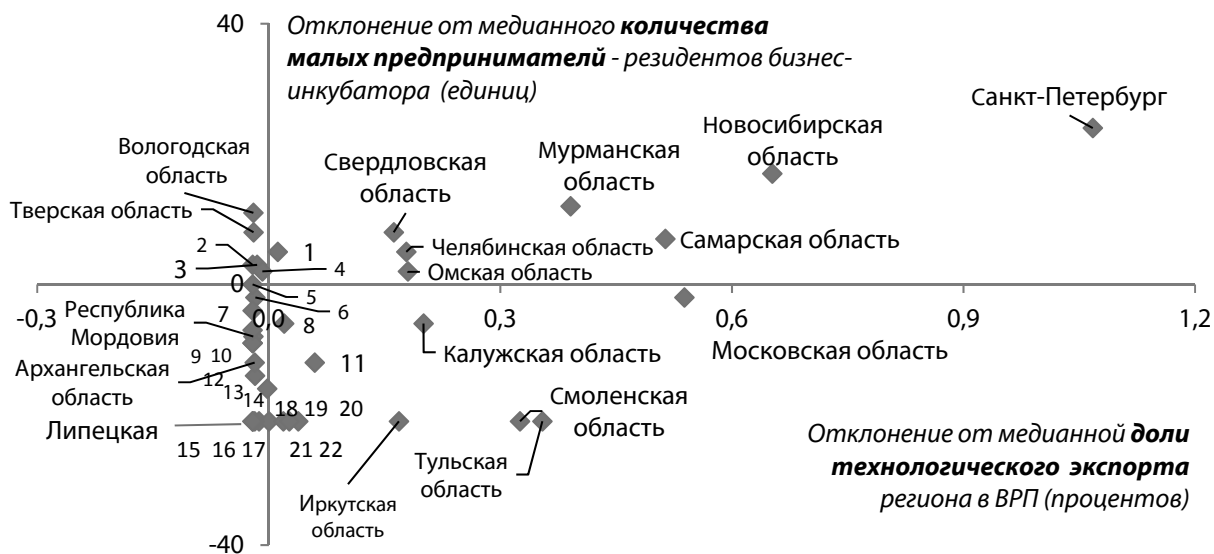 40
Отклонение от медианного количества
малых предпринимателй - резидентов бизнес-
инкубатора (единиц)
Санкт-Петербург
Новосибирская
область
Мурманская
область
Свердловская
область
Вологодская
область
Тверская область
Самарская область
Челябинская область
Омская область
1
2
3
4
0
5
6
-0,3
0,0
0,3
0,6
0,9
1,2
Республика
Мордовия
7
8
Калужская область
Московская область
9 10
11
Архангельская
область
12
13
14
18 19 20
Липецкая
15 16 17
21 22
Смоленская
область
Тульская
область
Иркутская
область
Отклонение от медианной доли
технологического экспорта
региона в ВРП (процентов)
-40